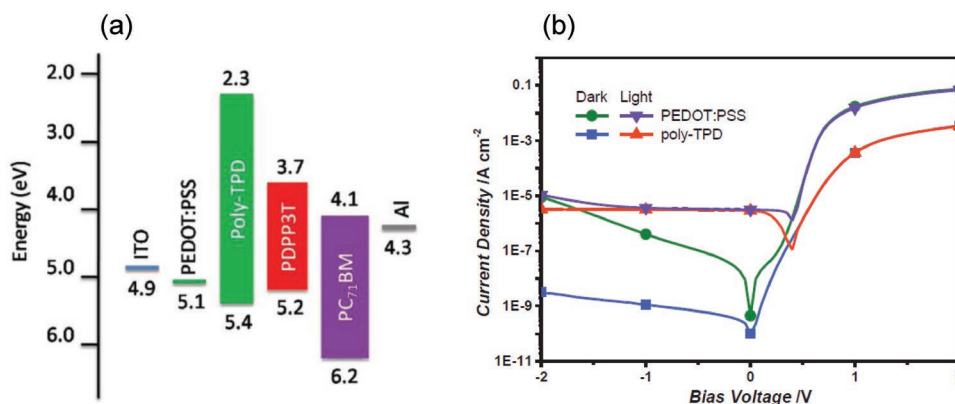 (a)
Energy (eV)
2.0
3.0
4.0
5.0
6.0
ITO
4.9
PEDOT:PSS
5.1
2.3
Poly-TPD
5.4
3.7
PDPP3T
5.2
4.1
PC71BM
6.2
Al
4.3
(b)
Current Density /A cm-2
0.1
1E-3
1E-5
1E-7
1E-9
1E-11
Dark Light
PEDOT:PSS
poly-TPD
-2 -1 0 1
Bias Voltage /V